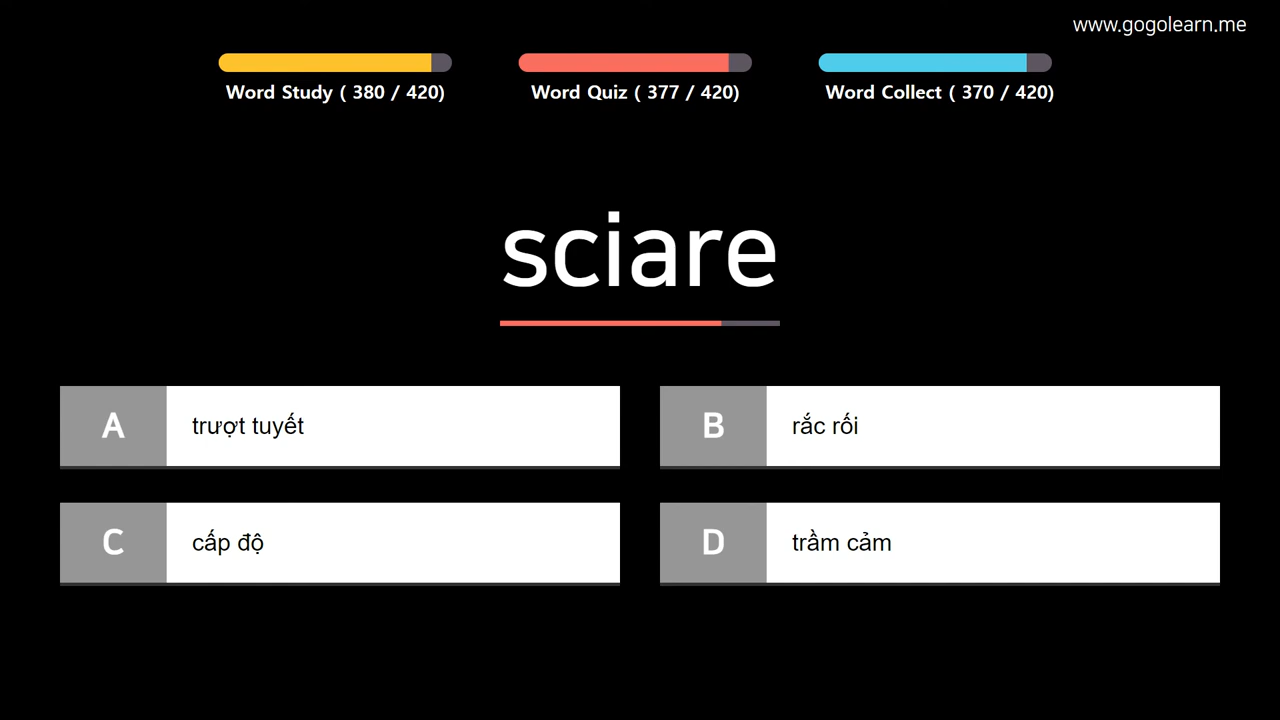 www.gogolearn.me
Word Study ( 380 / 420)
Word Quiz ( 377 / 420)
Word Collect ( 370 / 420)
sciare
A trượt tuyết
B rắc rối
C cấp độ
D trầm cảm